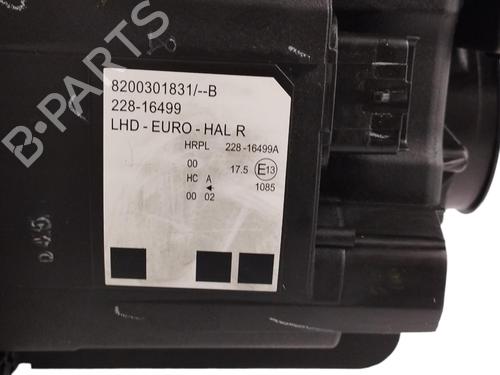 B-PARTS
8200301831/--B
228-16499
LHD - EURO - HAL R
HRPL 228-16499A
00 17.5 E13
HC A 1085
00 02